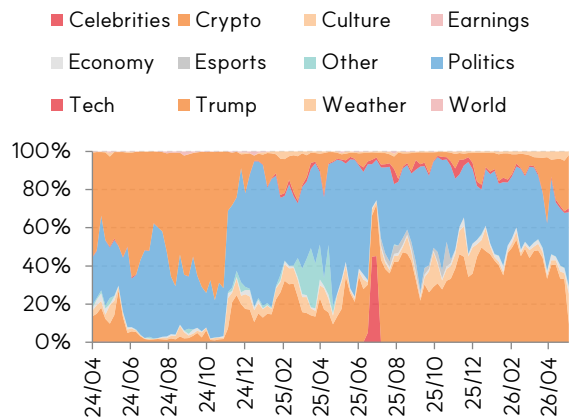 Celebrities Crypto Culture Earnings
Economy Esports Other Politics
Tech Trump Weather World
100%
80%
60%
40%
20%
0%
24/04 24/06 24/08 24/10 24/12 25/02 25/04 25/06 25/08 25/10 25/12 26/02 26/04